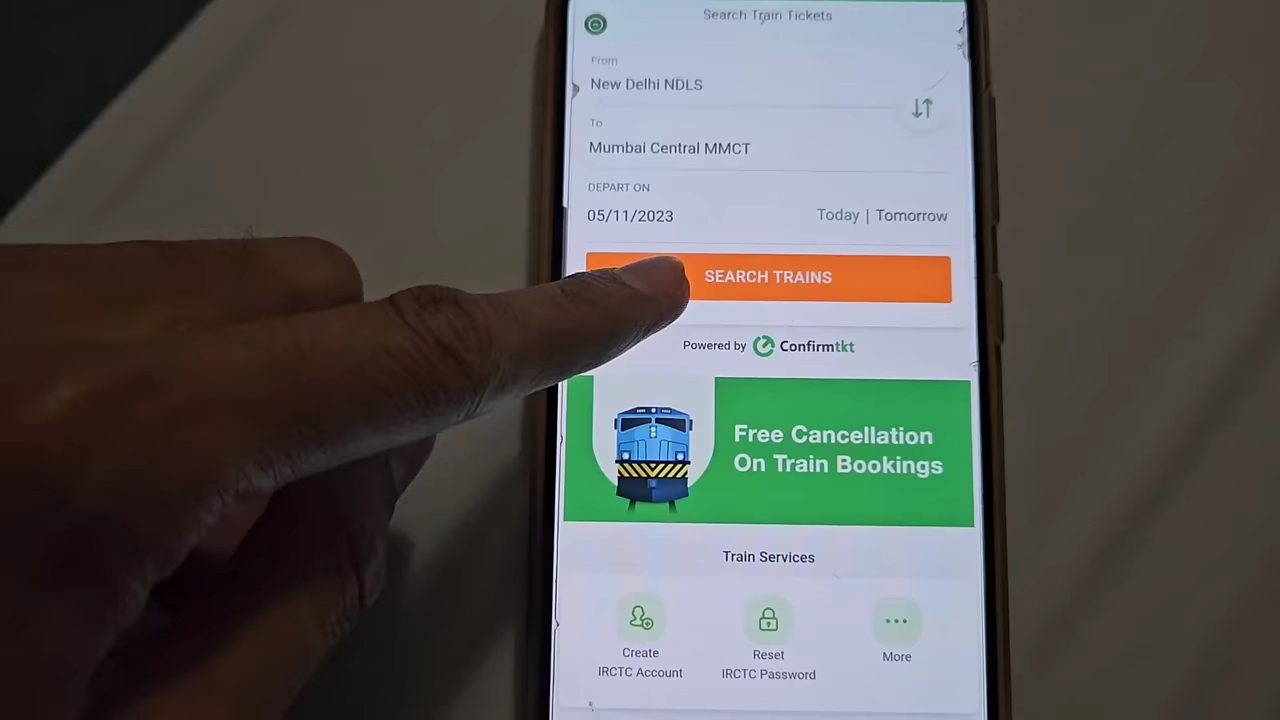 Search Train Tickets
From
New Delhi NDLS
To
Mumbai Central MMCT
DEPART ON
05/11/2023
Today | Tomorrow
SEARCH TRAINS
Powered by Confirmtkt
Free Cancellation
On Train Bookings
Train Services
Create
IRCTC Account
Reset
IRCTC Password
More